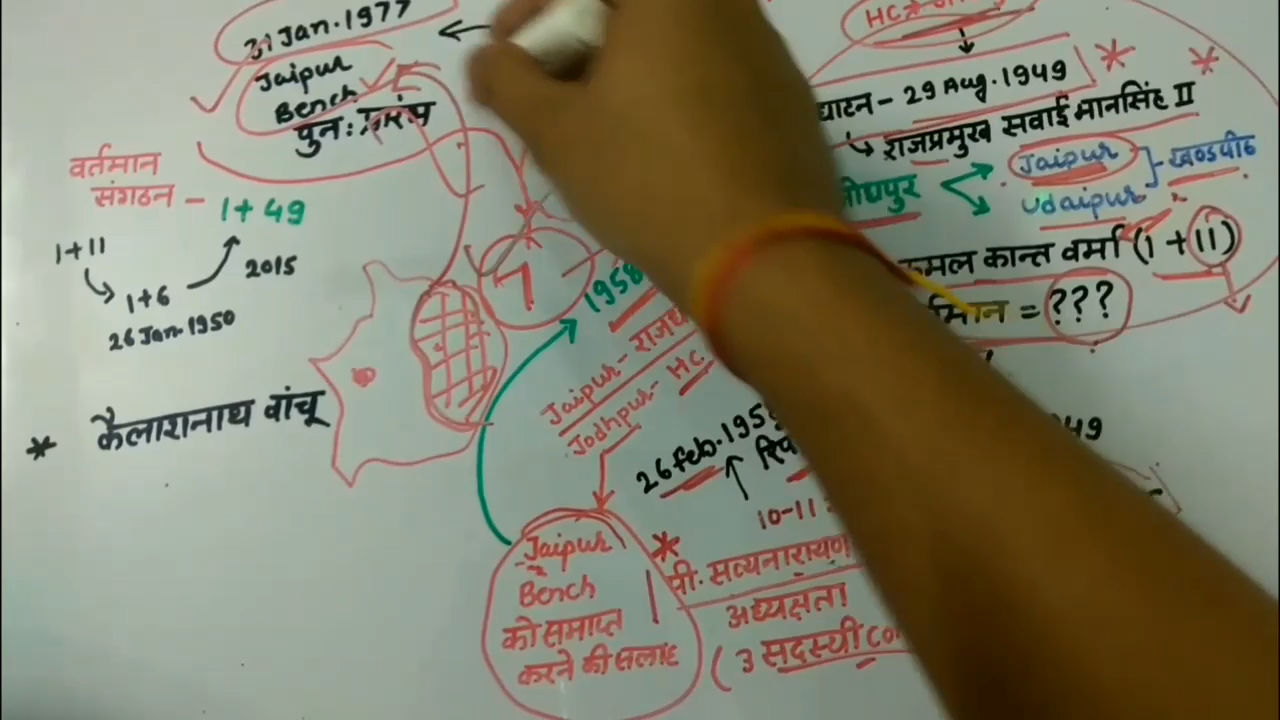 31 Jan. 1977
Jaipur
Bench
पुनः प्रारंभ
वर्तमान
संगठन - 1 + 49
1 + 11
2015
1+6
26 Jan. 1950
* कैलाशनाथ वांचू
HC
घाटन - 29 Aug. 1949
राजप्रमुख सवाई मानसिंह II
Jaipur
Udaipur
खण्डपीठ
जोधपुर
कमल कान्त वर्मा (1 + 11)
= ???
7
1958
Jaipur -
Jodhpur - HC
26 Feb. 1958
10-11
49
Jaipur
Bench
को समाप्त
करने की सलाह
* पी. सत्यनारायण
अध्यक्षता
( 3 सदस्यी